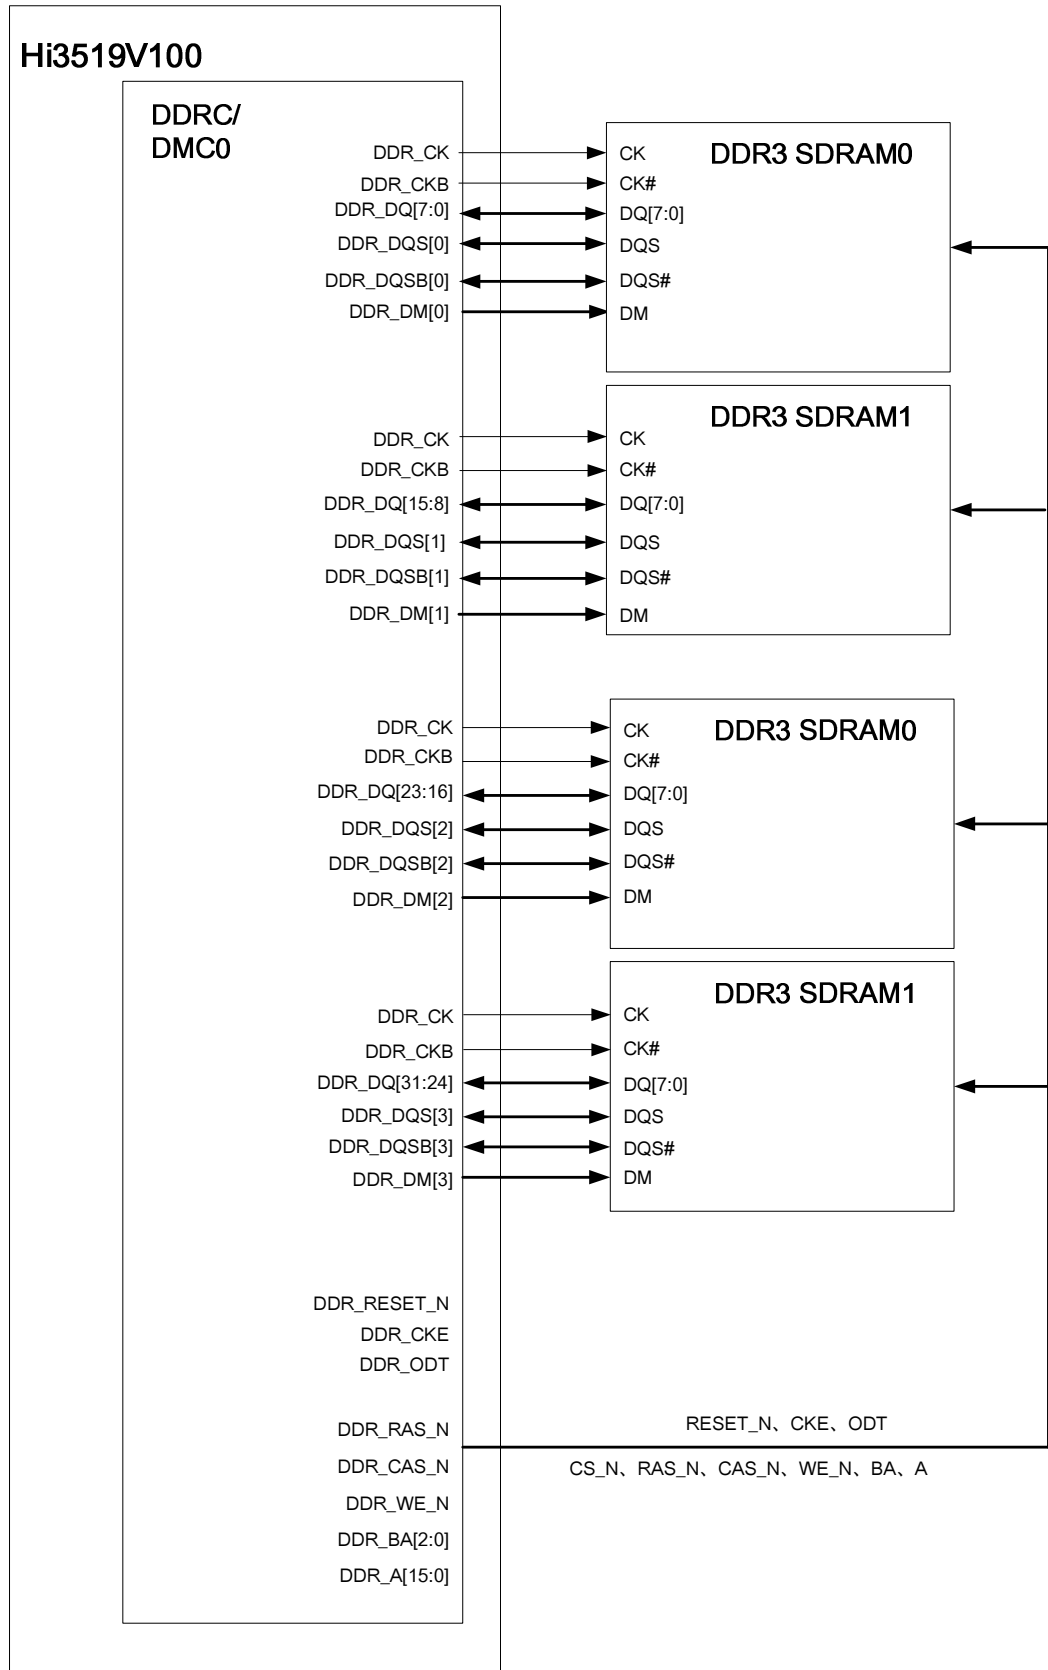 Hi3519V100
DDRC/
DMC0
DDR_CK
DDR_CKB
DDR_DQ[7:0]
DDR_DQS[0]
DDR_DQSB[0]
DDR_DM[0]
CK
CK#
DQ[7:0]
DQS
DQS#
DM
DDR3 SDRAM0
DDR_CK
DDR_CKB
DDR_DQ[15:8]
DDR_DQS[1]
DDR_DQSB[1]
DDR_DM[1]
CK
CK#
DQ[7:0]
DQS
DQS#
DM
DDR3 SDRAM1
DDR_CK
DDR_CKB
DDR_DQ[23:16]
DDR_DQS[2]
DDR_DQSB[2]
DDR_DM[2]
CK
CK#
DQ[7:0]
DQS
DQS#
DM
DDR3 SDRAM0
DDR_CK
DDR_CKB
DDR_DQ[31:24]
DDR_DQS[3]
DDR_DQSB[3]
DDR_DM[3]
CK
CK#
DQ[7:0]
DQS
DQS#
DM
DDR3 SDRAM1
DDR_RESET_N
DDR_CKE
DDR_ODT
DDR_RAS_N
DDR_CAS_N
DDR_WE_N
DDR_BA[2:0]
DDR_A[15:0]
RESET_N、CKE、ODT
CS_N、RAS_N、CAS_N、WE_N、BA、A